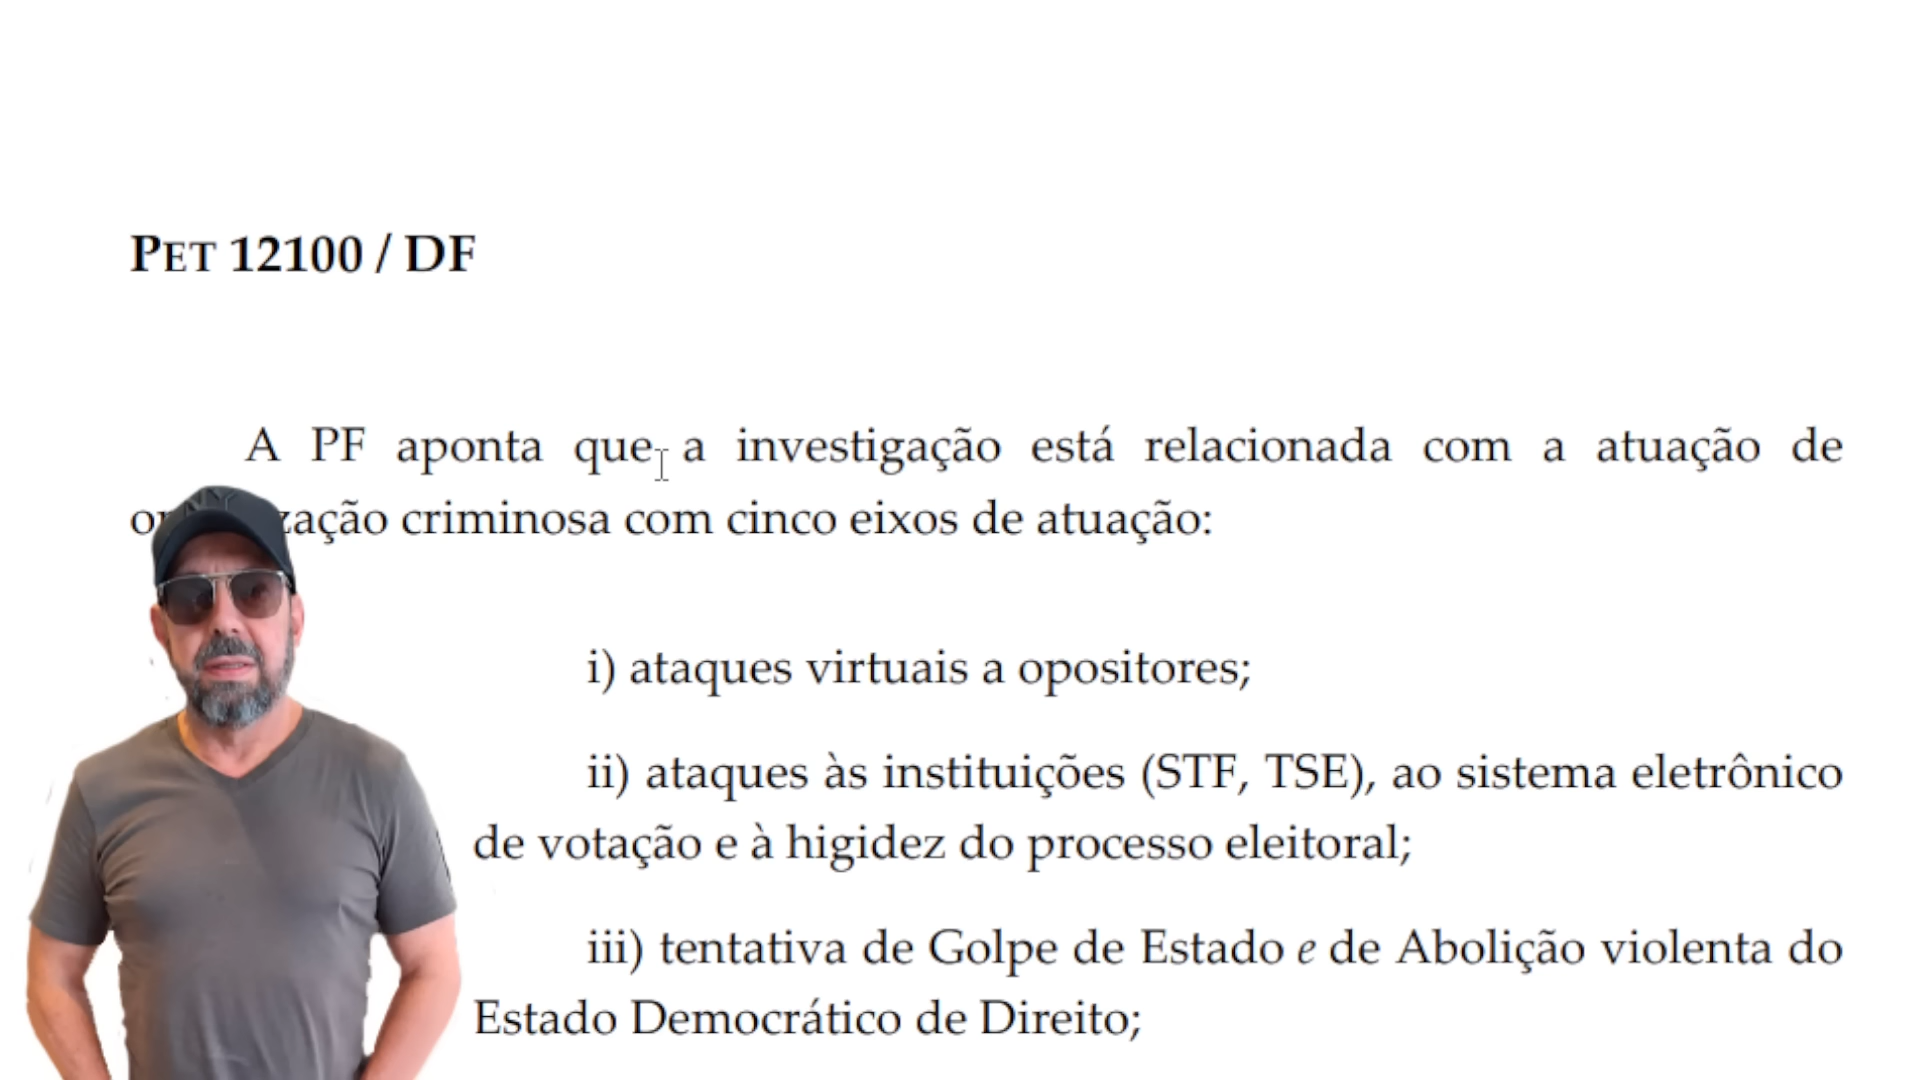 PET 12100 / DF
A PF aponta que, a investigação está relacionada com a atuação de
criminosa com cinco eixos de atuação:
i) ataques virtuais a opositores;
ii) ataques às instituições (STF, TSE), ao sistema eletrônico
de votação e à higidez do processo eleitoral;
iii) tentativa de Golpe de Estado e de Abolição violenta do
Estado Democrático de Direito;